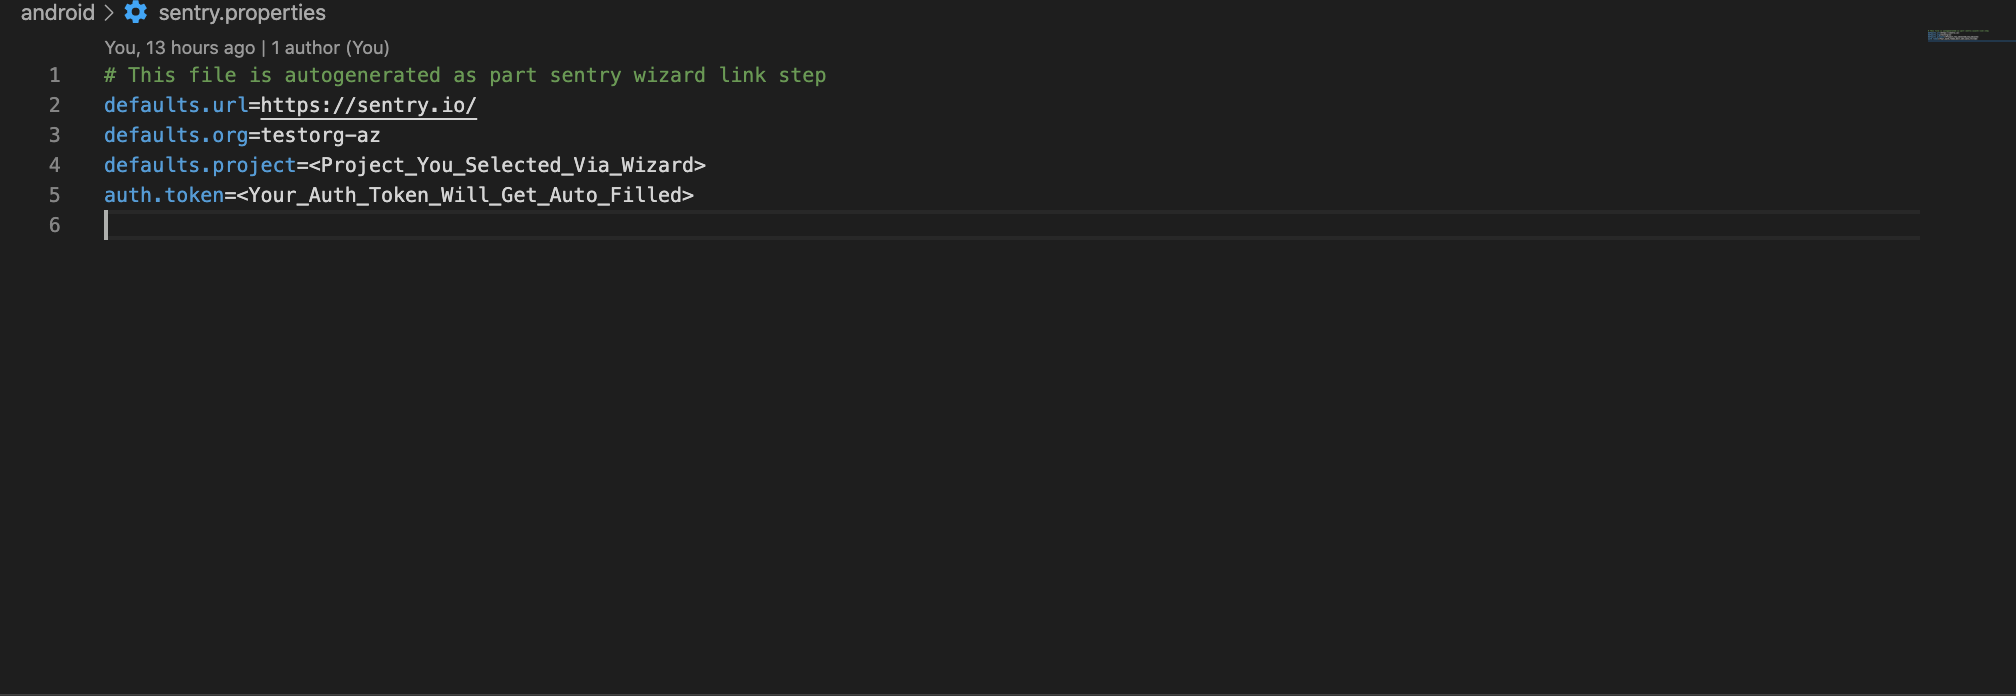 android > sentry.properties
You, 13 hours ago | 1 author (You)
1 # This file is autogenerated as part sentry wizard link step
2 defaults.url=https://sentry.io/
3 defaults.org=testorg-az
4 defaults.project=<Project_You_Selected_Via_Wizard>
5 auth.token=<Your_Auth_Token_Will_Get_Auto_Filled>
6